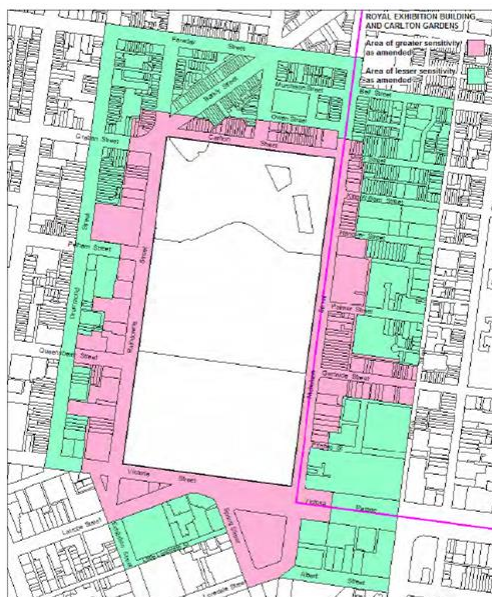 ROYAL EXHIBITION BUILDING
AND CARLTON GARDENS
Area of greater sensitivity
as amended
Area of lesser sensitivity
as amended
Faraday Street
Street
Owen Street
Bell Street
Carlton Street
Grattan Street
Street
Pelham Street
Drummond
Street
Rathdowne
Street
Palmer Street
Gertrude Street
Nicholson
Queensberry Street
Victoria Street
Victoria Parade
Spring Street
Latrobe Street
Lonsdale Street
Albert Street